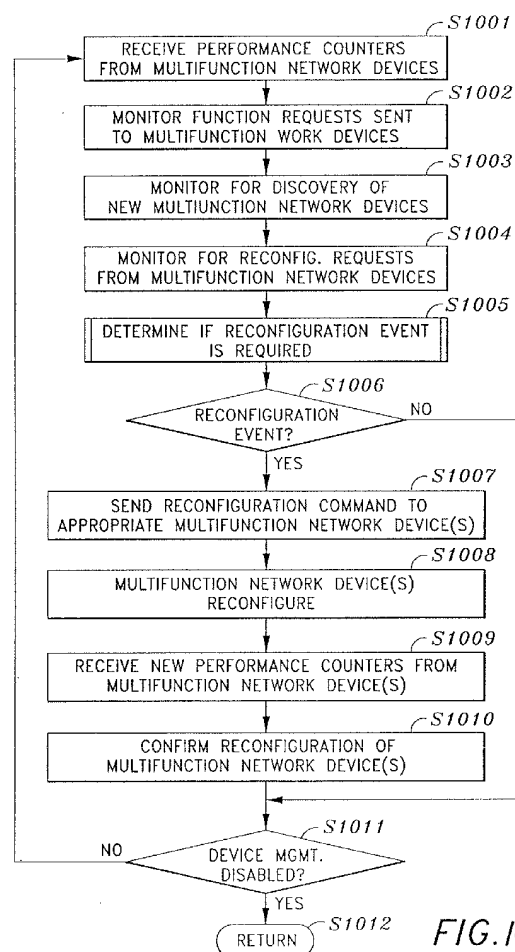 S1001
RECEIVE PERFORMANCE COUNTERS
FROM MULTIFUNCTION NETWORK DEVICES
S1002
MONITOR FUNCTION REQUESTS SENT
TO MULTIFUNCTION WORK DEVICES
S1003
MONITOR FOR DISCOVERY OF
NEW MULTIUNCTION NETWORK DEVICES
S1004
MONITOR FOR RECONFIG. REQUESTS
FROM MULTIFUNCTION NETWORK DEVICES
S1005
DETERMINE IF RECONFIGURATION EVENT
IS REQUIRED
S1006
RECONFIGURATION
EVENT?
NO
YES
S1007
SEND RECONFIGURATION COMMAND TO
APPROPRIATE MULTIFUNCTION NETWORK DEVICE(S)
S1008
MULTIFUNCTION NETWORK DEVICE(S)
RECONFIGURE
S1009
RECEIVE NEW PERFORMANCE COUNTERS FROM
MULTIFUNCTION NETWORK DEVICE(S)
S1010
CONFIRM RECONFIGURATION OF
MULTIFUNCTION NETWORK DEVICE(S)
S1011
NO
DEVICE MGMT.
DISABLED?
YES
S1012
RETURN
FIG.1